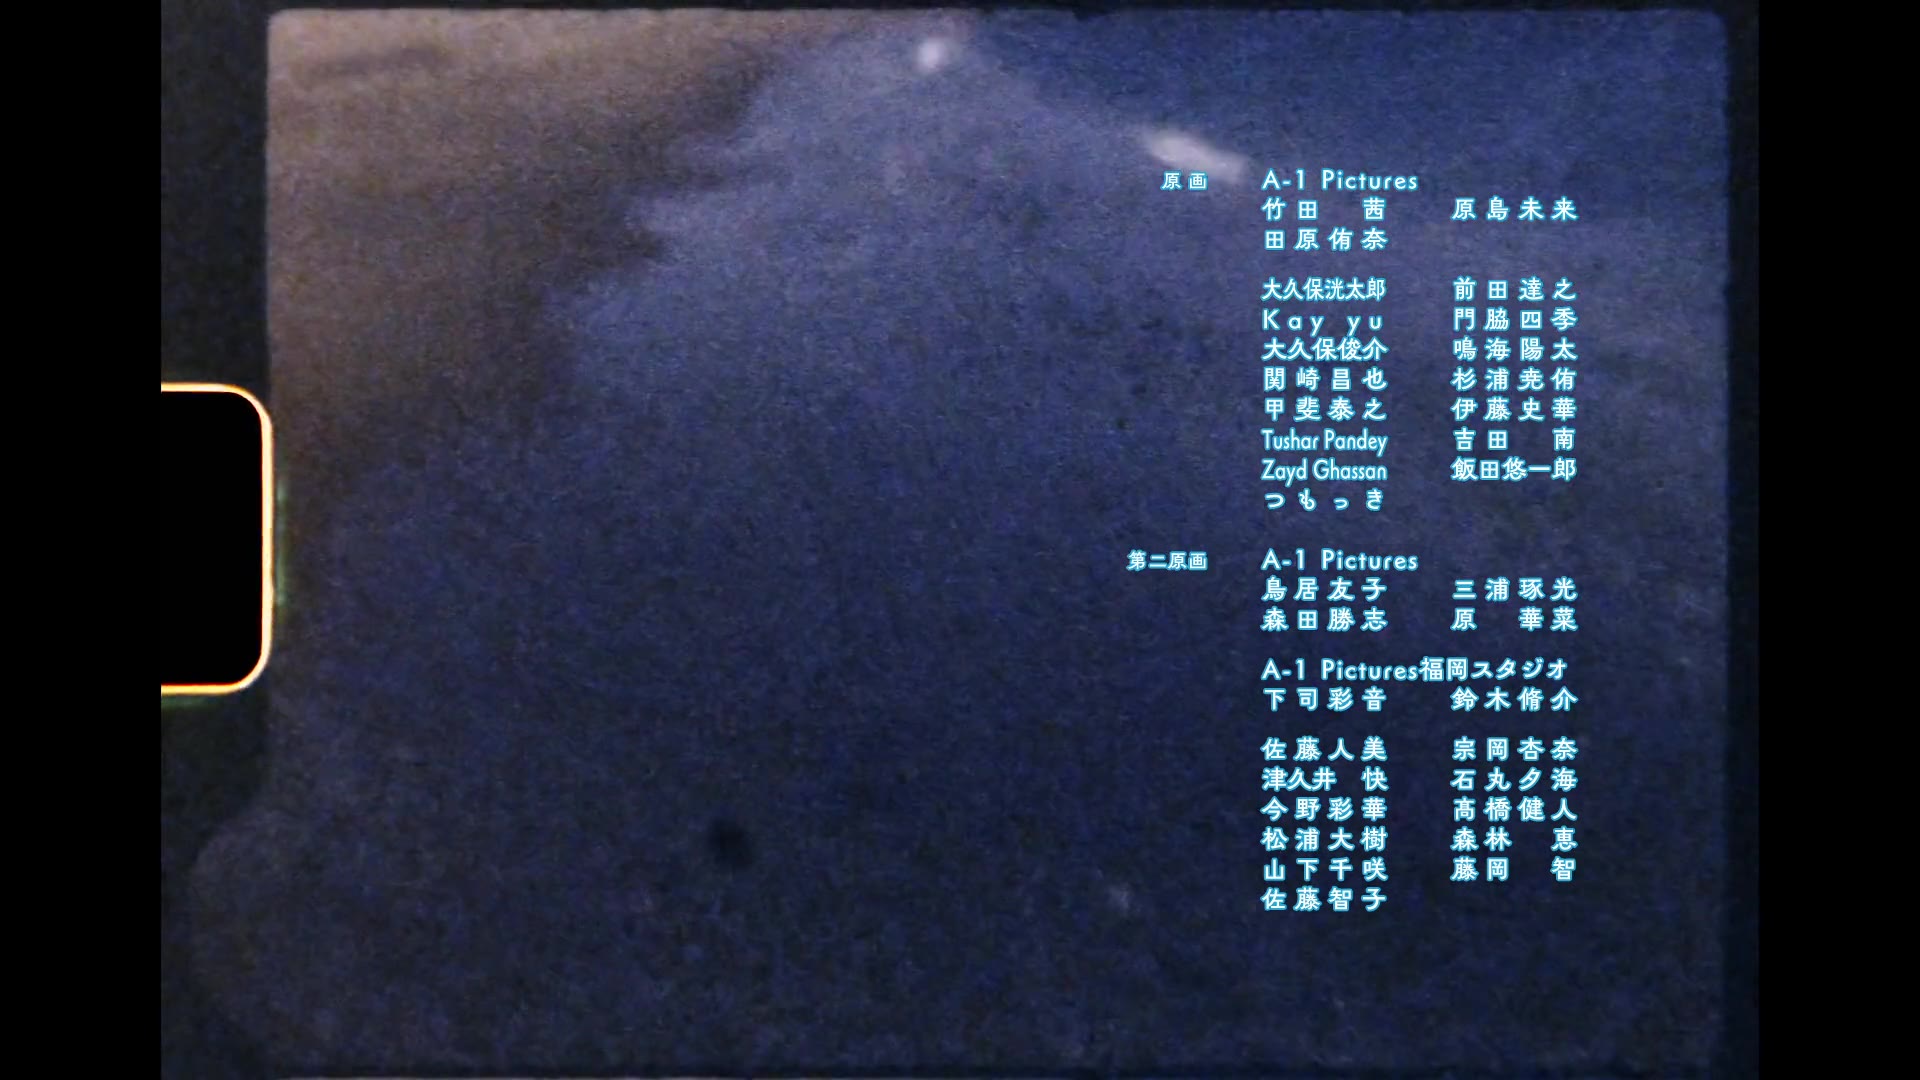 原画 A-1 Pictures
竹田 茜 原島未来
田原侑奈
大久保洸太郎 前田達之
Kay yu 門脇四季
大久保俊介 鳴海陽太
関崎昌也 杉浦尭侑
甲斐泰之 伊藤史華
Tushar Pandey 吉田 南
Zayd Ghassan 飯田悠一郎
つもっき
第二原画 A-1 Pictures
鳥居友子 三浦琢光
森田勝志 原 華菜
A-1 Pictures福岡スタジオ
下司彩音 鈴木脩介
佐藤人美 宗岡杏奈
津久井 快 石丸夕海
今野彩華 髙橋健人
松浦大樹 森林 恵
山下千咲 藤岡 智
佐藤智子